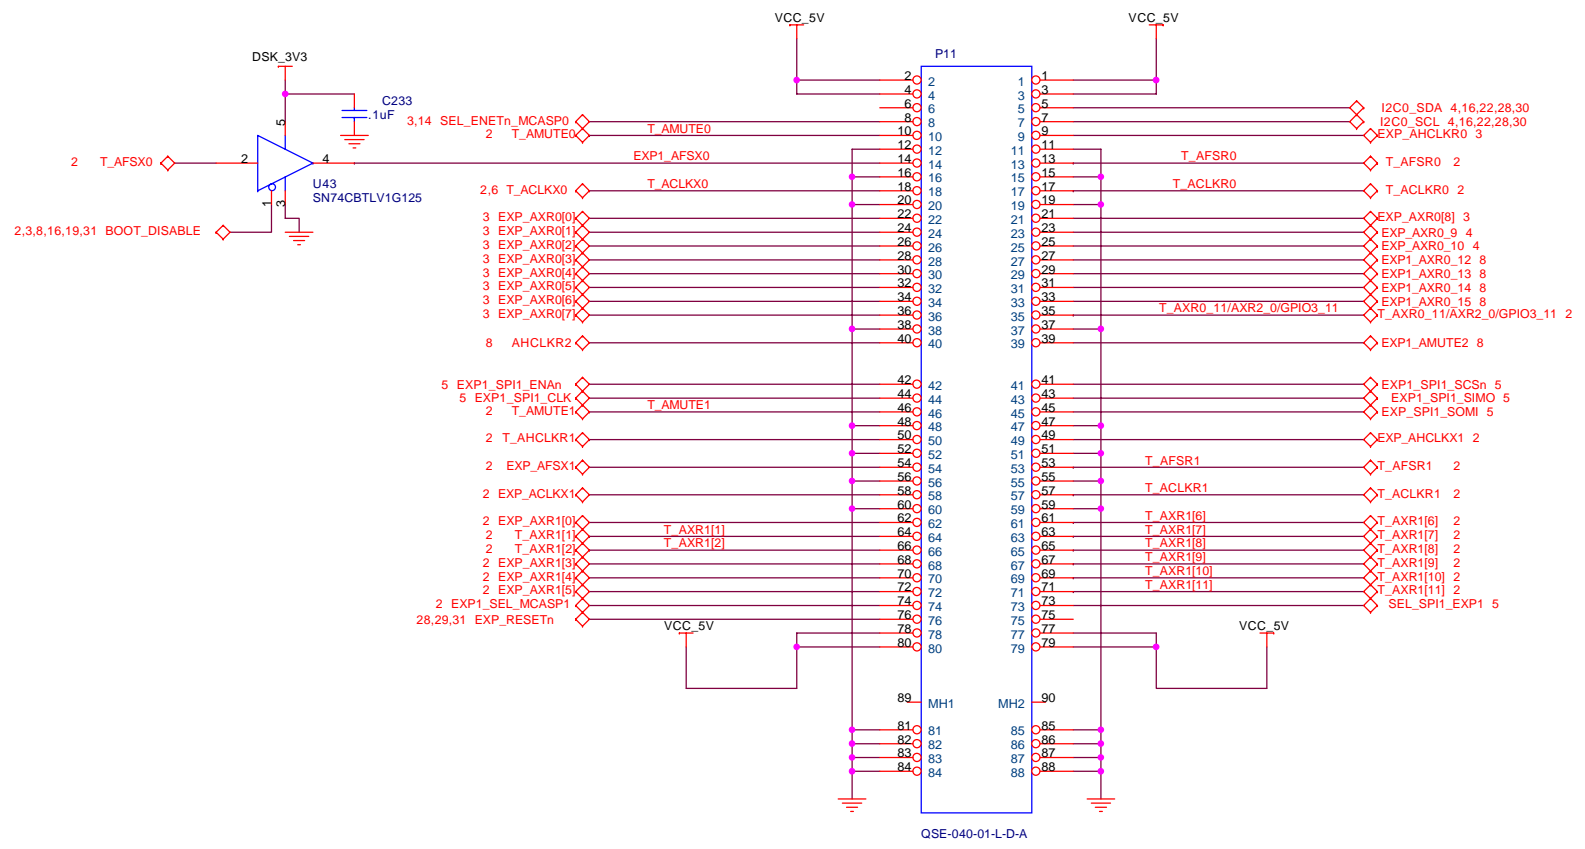 VCC_5V VCC_5V
P11
DSK_3V3
C233
.1uF
5
2 T_AFSX0 2 4 EXP1_AFSX0
U43
SN74CBTLV1G125
1 3
2,3,8,16,19,31 BOOT_DISABLE
2 2 1 1
4 4 3 3
6 6 5 5 I2C0_SDA 4,16,22,28,30
3,14 SEL_ENETn_MCASP0 8 8 7 7 I2C0_SCL 4,16,22,28,30
2 T_AMUTE0 T_AMUTE0 10 10 9 9 EXP_AHCLKR0 3
12 12 11 11
14 14 13 13 T_AFSR0 T_AFSR0 2
16 16 15 15
2,6 T_ACLKX0 T_ACLKX0 18 18 17 17 T_ACLKR0 T_ACLKR0 2
20 20 19 19
3 EXP_AXR0[0] 22 22 21 21 EXP_AXR0[8] 3
3 EXP_AXR0[1] 24 24 23 23 EXP_AXR0_9 4
3 EXP_AXR0[2] 26 26 25 25 EXP_AXR0_10 4
3 EXP_AXR0[3] 28 28 27 27 EXP1_AXR0_12 8
3 EXP_AXR0[4] 30 30 29 29 EXP1_AXR0_13 8
3 EXP_AXR0[5] 32 32 31 31 EXP1_AXR0_14 8
3 EXP_AXR0[6] 34 34 33 33 EXP1_AXR0_15 8
3 EXP_AXR0[7] 36 36 35 35 T_AXR0_11/AXR2_0/GPIO3_11 T_AXR0_11/AXR2_0/GPIO3_11 2
38 38 37 37
8 AHCLKR2 40 40 39 39 EXP1_AMUTE2 8
5 EXP1_SPI1_ENAn 42 42 41 41 EXP1_SPI1_SCSn 5
5 EXP1_SPI1_CLK 44 44 43 43 EXP1_SPI1_SIMO 5
2 T_AMUTE1 T_AMUTE1 46 46 45 45 EXP_SPI1_SOMI 5
48 48 47 47
2 T_AHCLKR1 50 50 49 49 EXP_AHCLKX1 2
52 52 51 51
2 EXP_AFSX1 54 54 53 53 T_AFSR1 T_AFSR1 2
56 56 55 55
2 EXP_ACLKX1 58 58 57 57 T_ACLKR1 T_ACLKR1 2
60 60 59 59
2 EXP_AXR1[0] 62 62 61 61 T_AXR1[6] T_AXR1[6] 2
2 T_AXR1[1] T_AXR1[1] 64 64 63 63 T_AXR1[7] T_AXR1[7] 2
2 T_AXR1[2] T_AXR1[2] 66 66 65 65 T_AXR1[8] T_AXR1[8] 2
2 EXP_AXR1[3] 68 68 67 67 T_AXR1[9] T_AXR1[9] 2
2 EXP_AXR1[4] 70 70 69 69 T_AXR1[10] T_AXR1[10] 2
2 EXP_AXR1[5] 72 72 71 71 T_AXR1[11] T_AXR1[11] 2
2 EXP1_SEL_MCASP1 74 74 73 73 SEL_SPI1_EXP1 5
28,29,31 EXP_RESETn 76 76 75 75
VCC_5V 78 78 77 77 VCC_5V
80 80 79 79
89 MH1 MH2 90
81 81 85 85
82 82 86 86
83 83 87 87
84 84 88 88
QSE-040-01-L-D-A